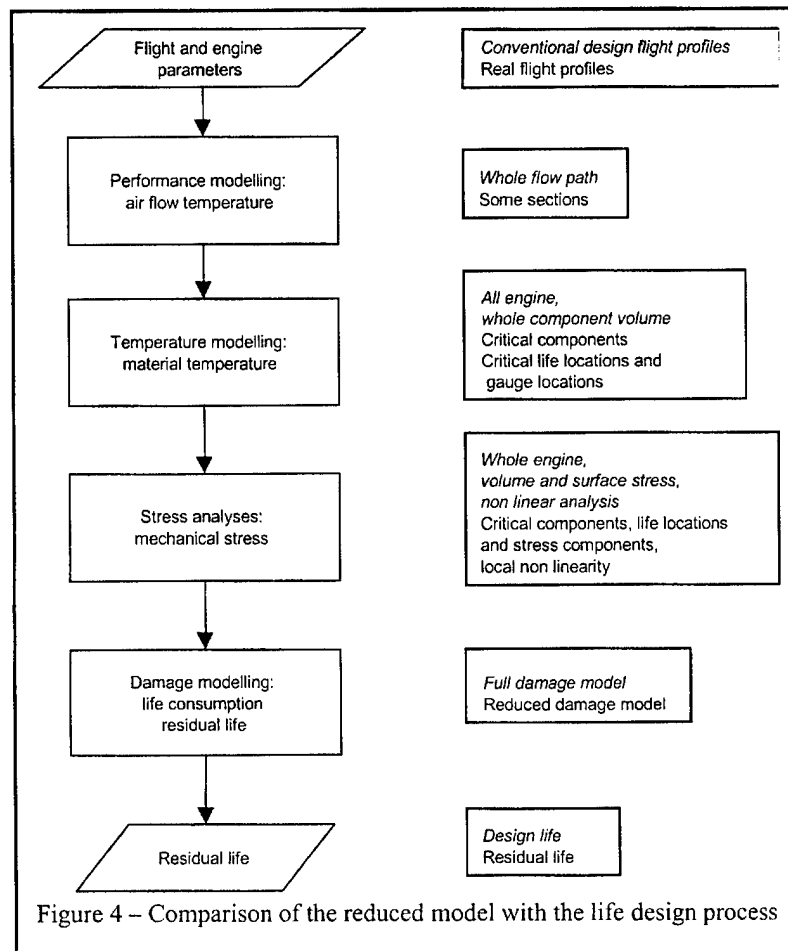 Flight and engine
parameters
Conventional design flight profiles
Real flight profiles
Performance modelling:
air flow temperature
Whole flow path
Some sections
Temperature modelling:
material temperature
All engine,
whole component volume
Critical components
Critical life locations and
gauge locations
Stress analyses:
mechanical stress
Whole engine,
volume and surface stress,
non linear analysis
Critical components, life locations
and stress components,
local non linearity
Damage modelling:
life consumption
residual life
Full damage model
Reduced damage model
Residual life
Design life
Residual life
Figure 4 – Comparison of the reduced model with the life design process